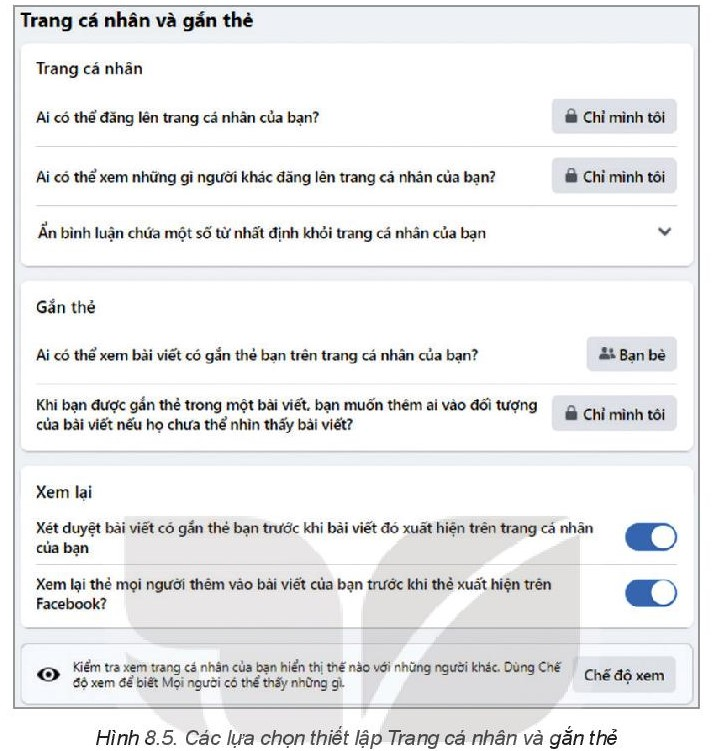 Trang cá nhân và gắn thẻ
Trang cá nhân
Ai có thể đăng lên trang cá nhân của bạn?
Chỉ mình tôi
Ai có thể xem những gì người khác đăng lên trang cá nhân của bạn?
Chỉ mình tôi
Ẩn bình luận chứa một số từ nhất định khỏi trang cá nhân của bạn
Gắn thẻ
Ai có thể xem bài viết có gắn thẻ bạn trên trang cá nhân của bạn?
Bạn bè
Khi bạn được gắn thẻ trong một bài viết, bạn muốn thêm ai vào đối tượng
của bài viết nếu họ chưa thể nhìn thấy bài viết?
Chỉ mình tôi
Xem lại
Xét duyệt bài viết có gắn thẻ bạn trước khi bài viết đó xuất hiện trên trang cá nhân
của bạn
Xem lại thẻ mọi người thêm vào bài viết của bạn trước khi thẻ xuất hiện trên
Facebook?
Kiểm tra xem trang cá nhân của bạn hiển thị thế nào với những người khác. Dùng Chế
độ xem để biết Mọi người có thể thấy những gì.
Chế độ xem
Hình 8.5. Các lựa chọn thiết lập Trang cá nhân và gắn thẻ